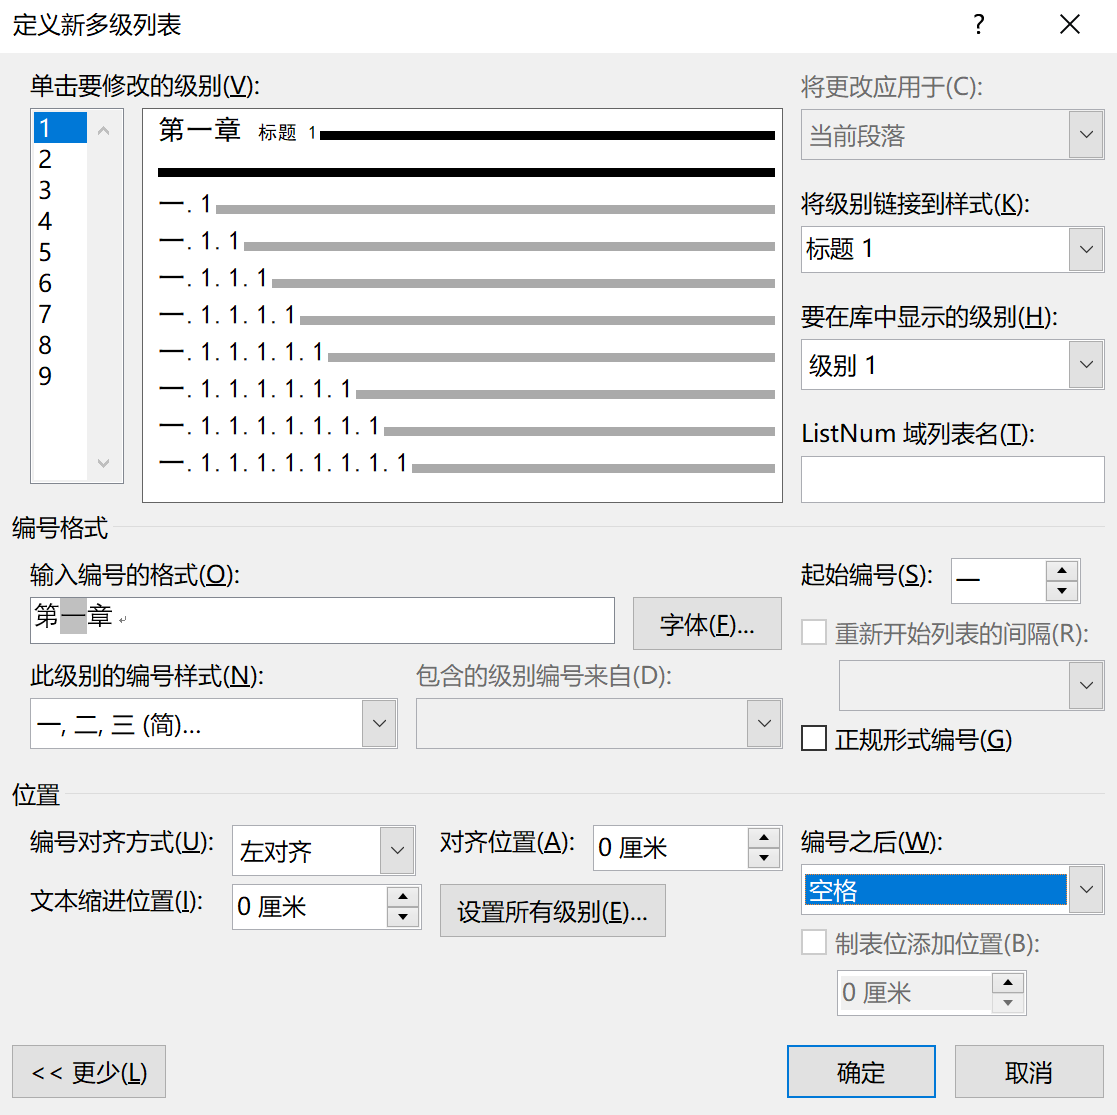 定义新多级列表 ?
单击要修改的级别(V):
1
2
3
4
5
6
7
8
9
第一章 标题 1
一. 1
一. 1. 1
一. 1. 1. 1
一. 1. 1. 1. 1
一. 1. 1. 1. 1. 1
一. 1. 1. 1. 1. 1. 1
一. 1. 1. 1. 1. 1. 1. 1
一. 1. 1. 1. 1. 1. 1. 1. 1
将更改应用于(C):
当前段落
将级别链接到样式(K):
标题 1
要在库中显示的级别(H):
级别 1
ListNum 域列表名(T):
编号格式
输入编号的格式(O):
第一章
字体(F)...
此级别的编号样式(N):
一, 二, 三 (简)...
包含的级别编号来自(D):
起始编号(S):
一
重新开始列表的间隔(R):
正规形式编号(G)
位置
编号对齐方式(U):
左对齐
对齐位置(A):
0 厘米
文本缩进位置(I):
0 厘米
设置所有级别(E)...
编号之后(W):
空格
制表位添加位置(B):
0 厘米
<< 更少(L)
确定
取消